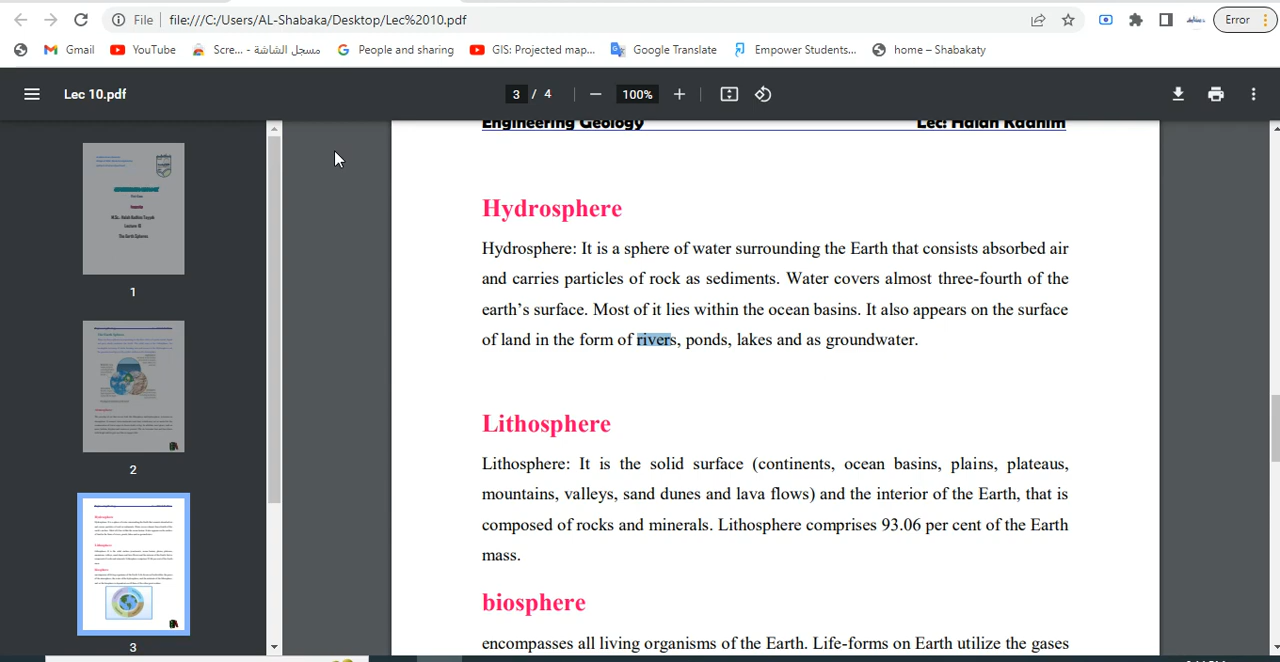 File file:///C:/Users/AL-Shabaka/Desktop/Lec%2010.pdf Error
Gmail YouTube Scre... - مسجل الشاشة People and sharing GIS: Projected map... Google Translate Empower Students... home – Shabakaty
Lec 10.pdf 3 / 4 100%
Engineering Geology Lec: Halah Kadhim
Hydrosphere
Hydrosphere: It is a sphere of water surrounding the Earth that consists absorbed air
and carries particles of rock as sediments. Water covers almost three-fourth of the
earth's surface. Most of it lies within the ocean basins. It also appears on the surface
of land in the form of rivers, ponds, lakes and as groundwater.
Lithosphere
Lithosphere: It is the solid surface (continents, ocean basins, plains, plateaus,
mountains, valleys, sand dunes and lava flows) and the interior of the Earth, that is
composed of rocks and minerals. Lithosphere comprises 93.06 per cent of the Earth
mass.
biosphere
encompasses all living organisms of the Earth. Life-forms on Earth utilize the gases
1
2
3